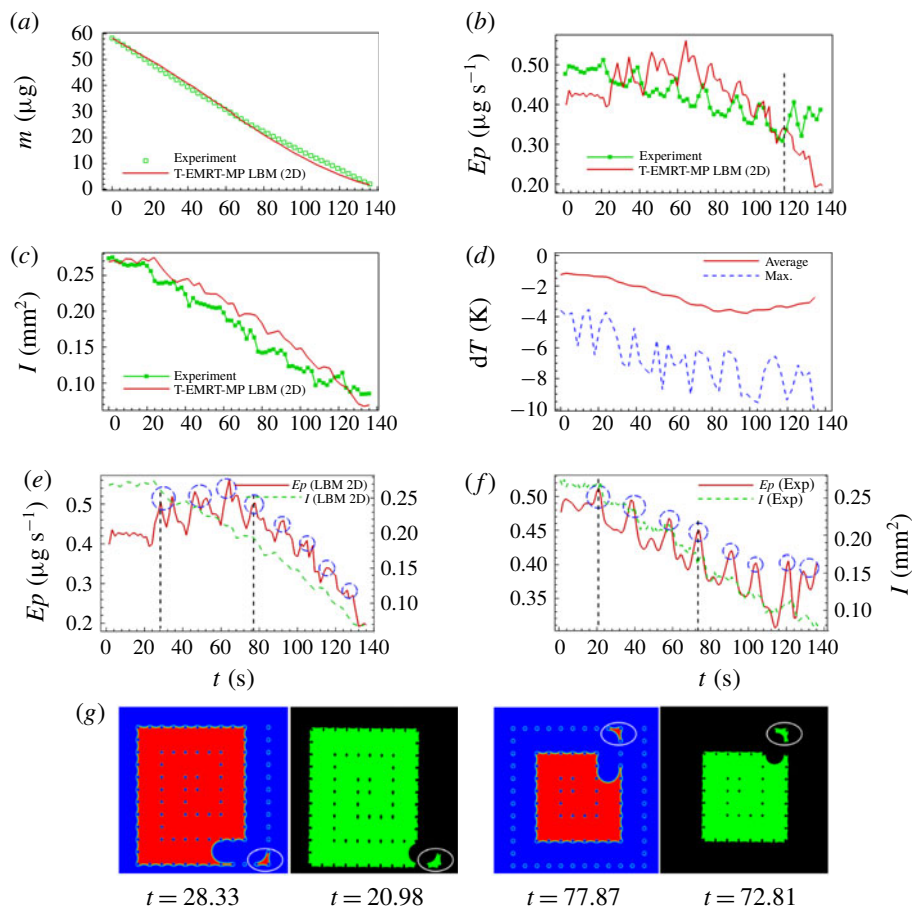 (a)
60
50
40
30
20
10
0
m (μg)
Experiment
T-EMRT-MP LBM (2D)
0 20 40 60 80 100 120 140
(b)
0.50
0.40
0.30
0.20
Ep (μg s−1)
Experiment
T-EMRT-MP LBM (2D)
0 20 40 60 80 100 120 140
(c)
0.25
0.20
0.15
0.10
I (mm2)
Experiment
T-EMRT-MP LBM (2D)
0 20 40 60 80 100 120 140
(d)
0
−2
−4
−6
−8
−10
dT (K)
Average
Max.
0 20 40 60 80 100 120 140
(e)
0.5
0.4
0.3
0.2
Ep (μg s−1)
Ep (LBM 2D)
I (LBM 2D)
0.25
0.20
0.15
0.10
0 20 40 60 80 100 120 140
t (s)
(f)
0.50
0.45
0.40
0.35
Ep (Exp)
I (Exp)
0.25
0.20
0.15
0.10
I (mm2)
0 20 40 60 80 100 120 140
t (s)
(g)
t = 28.33 t = 20.98 t = 77.87 t = 72.81